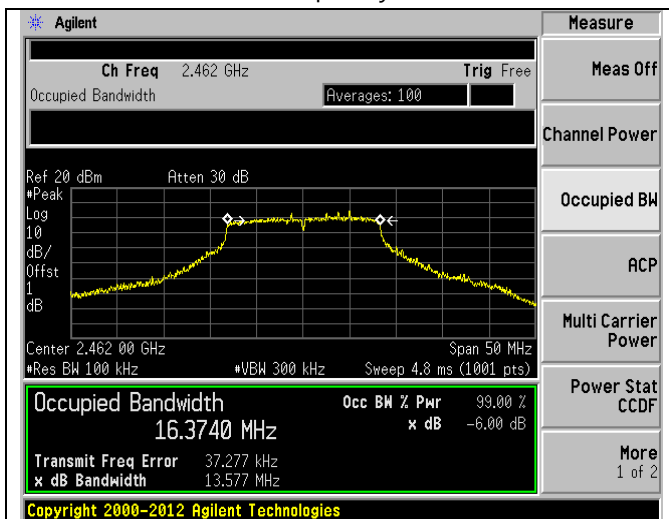 Agilent
Measure
Ch Freq 2.462 GHz Trig Free
Occupied Bandwidth Averages: 100
Meas Off
Channel Power
Occupied BW
ACP
Multi Carrier
Power
Power Stat
CCDF
More
1 of 2
Ref 20 dBm Atten 30 dB
#Peak
Log
10
dB/
Offst
1
dB
Center 2.462 00 GHz Span 50 MHz
#Res BW 100 kHz #VBW 300 kHz Sweep 4.8 ms (1001 pts)
Occupied Bandwidth Occ BW % Pwr 99.00 %
16.3740 MHz x dB -6.00 dB
Transmit Freq Error 37.277 kHz
x dB Bandwidth 13.577 MHz
Copyright 2000-2012 Agilent Technologies